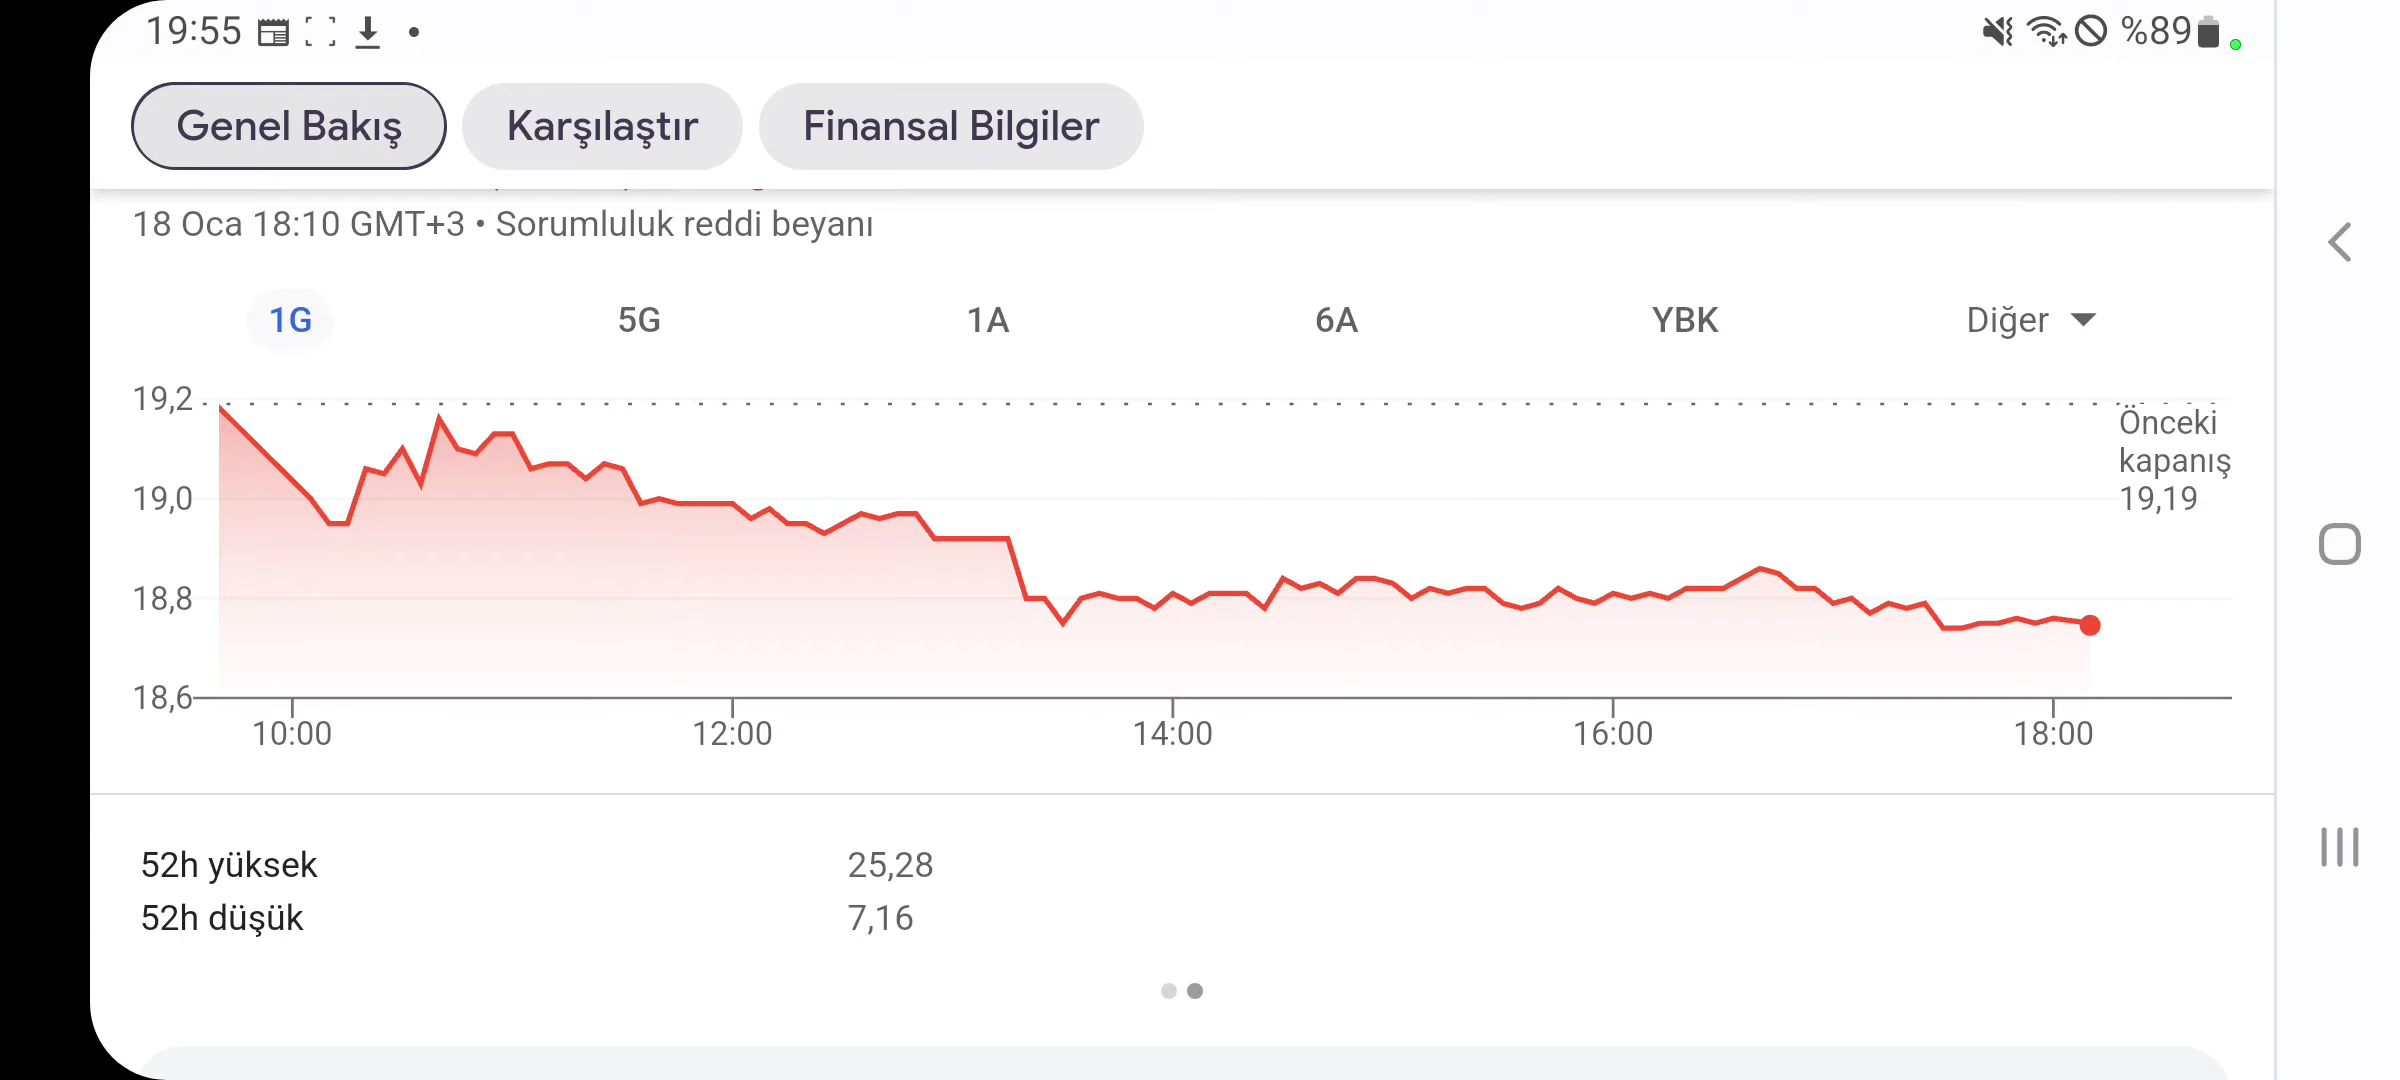 19:55
%89
Genel Bakış
Karşılaştır
Finansal Bilgiler
18 Oca 18:10 GMT+3 • Sorumluluk reddi beyanı
1G
5G
1A
6A
YBK
Diğer
19,2
19,0
18,8
18,6
Önceki
kapanış
19,19
10:00
12:00
14:00
16:00
18:00
52h yüksek 25,28
52h düşük 7,16